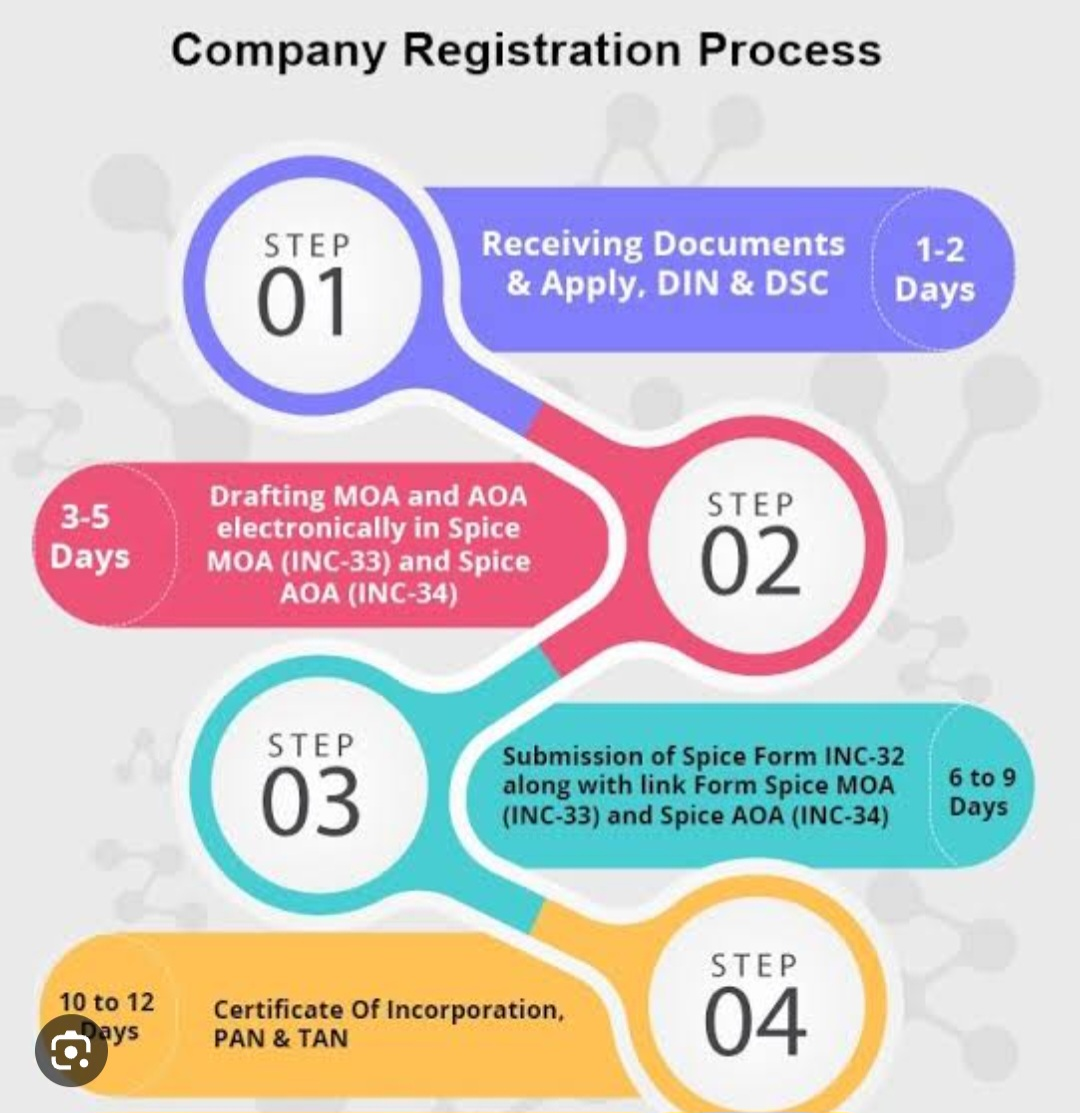 Company Registration Process
STEP
01
Receiving Documents
& Apply, DIN & DSC
1-2
Days
3-5
Days
Drafting MOA and AOA
electronically in Spice
MOA (INC-33) and Spice
AOA (INC-34)
STEP
02
STEP
03
Submission of Spice Form INC-32
along with link Form Spice MOA
(INC-33) and Spice AOA (INC-34)
6 to 9
Days
10 to 12
Days
Certificate Of Incorporation,
PAN & TAN
STEP
04